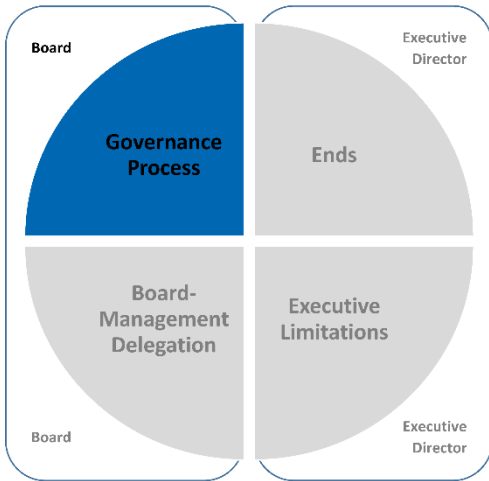 Board
Executive
Director
Governance
Process
Ends
Board-
Management
Delegation
Executive
Limitations
Board
Executive
Director